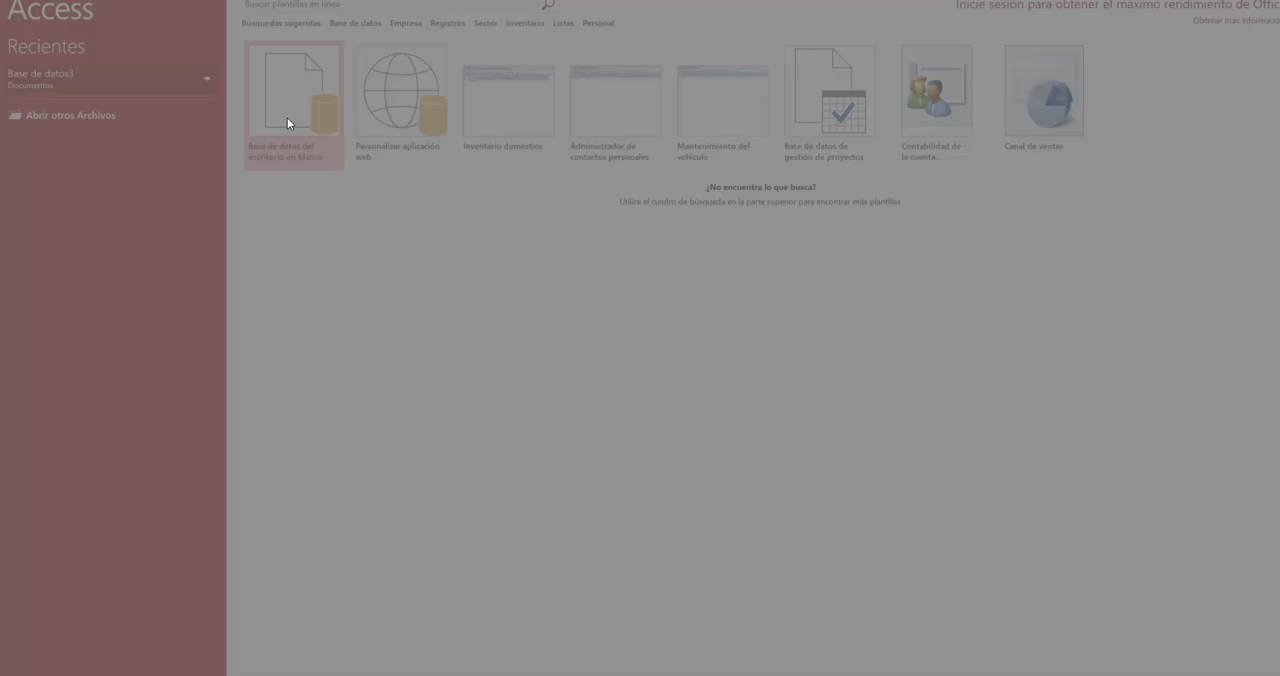 Access
Buscar plantillas en línea
Inicie sesión para obtener el máximo rendimiento de Offic
Obtener más informació
Búsquedas sugeridas: Base de datos Empresa Registros Sector Inventario Listas Personal
Recientes
Base de datos3
Documentos
Abrir otros Archivos
Base de datos del
escritorio en blanco
Personalizar aplicación
web
Inventario doméstico
Administrador de
contactos personales
Mantenimiento del
vehículo
Base de datos de
gestión de proyectos
Contabilidad de
la cuenta...
Canal de ventas
¿No encuentra lo que busca?
Utilice el cuadro de búsqueda en la parte superior para encontrar más plantillas.